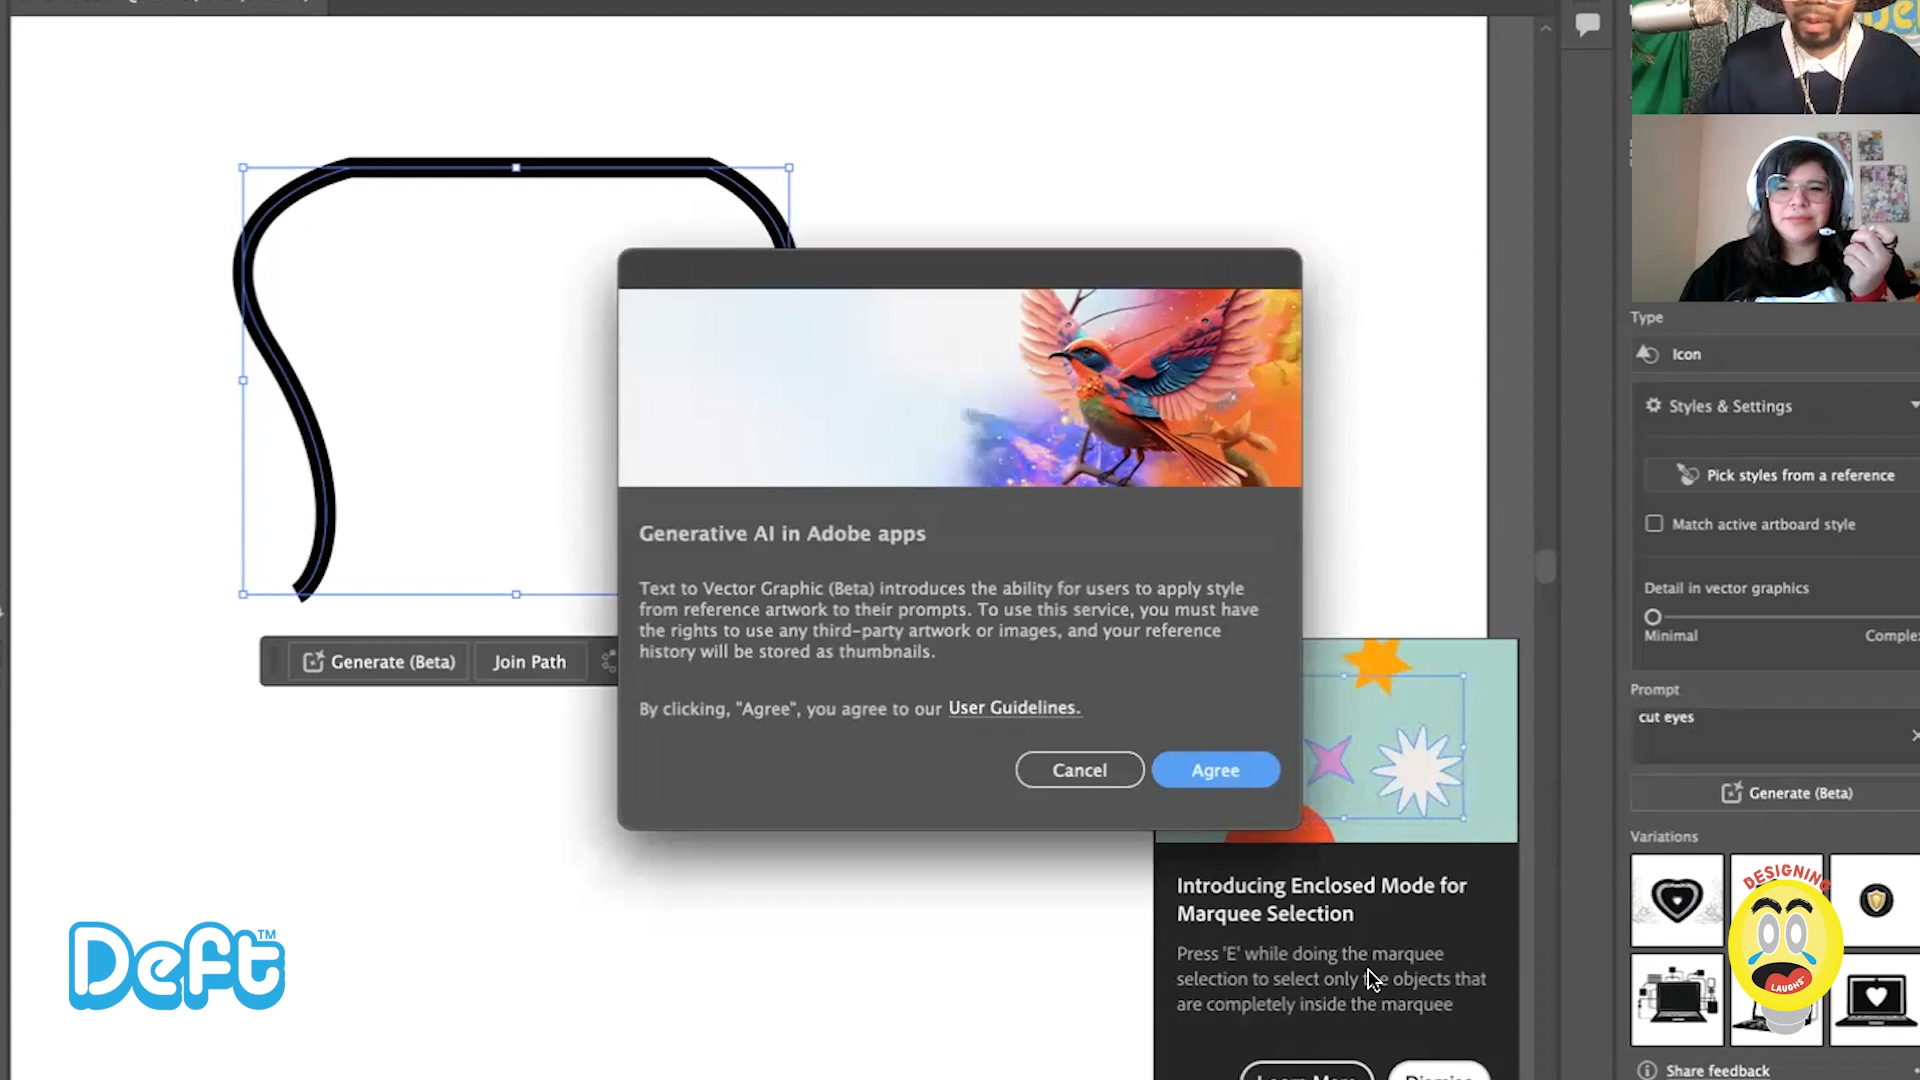 Type
Icon
Styles & Settings
Pick styles from a reference
Match active artboard style
Detail in vector graphics
Minimal
Prompt
cut eyes
Generate (Beta)
Variations
DESIGNING
LAUGHS
Share feedback
Generative AI in Adobe apps
Text to Vector Graphic (Beta) introduces the ability for users to apply style
from reference artwork to their prompts. To use this service, you must have
the rights to use any third-party artwork or images, and your reference
history will be stored as thumbnails.
By clicking, "Agree", you agree to our User Guidelines.
Cancel Agree
Generate (Beta) Join Path
Introducing Enclosed Mode for
Marquee Selection
Press 'E' while doing the marquee
selection to select only the objects that
are completely inside the marquee
Deft™